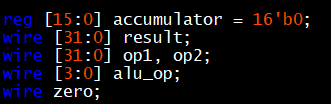 reg [15:0] accumulator = 16'b0;
wire [31:0] result;
wire [31:0] op1, op2;
wire [3:0] alu_op;
wire zero;